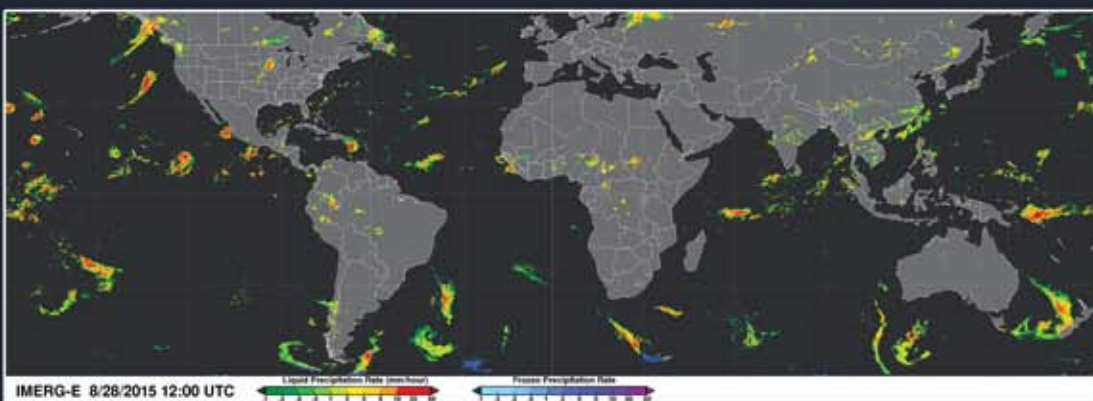 Liquid Precipitation Rate (mm/hour)
Frozen Precipitation Rate
IMERG-E 8/28/2015 12:00 UTC